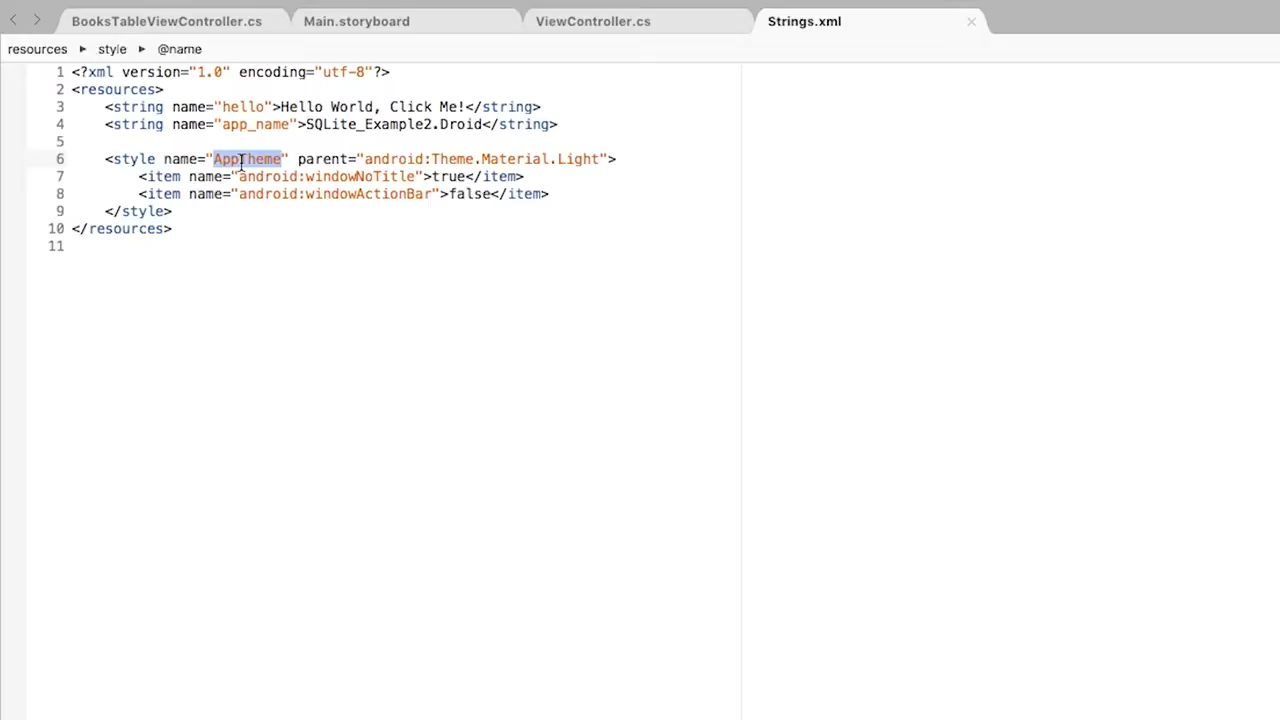 BooksTableViewController.cs Main.storyboard ViewController.cs Strings.xml
resources style @name
1 <?xml version="1.0" encoding="utf-8"?>
2 <resources>
3 <string name="hello">Hello World, Click Me!</string>
4 <string name="app_name">SQLite_Example2.Droid</string>
5
6 <style name="AppTheme" parent="android:Theme.Material.Light">
7 <item name="android:windowNoTitle">true</item>
8 <item name="android:windowActionBar">false</item>
9 </style>
10 </resources>
11